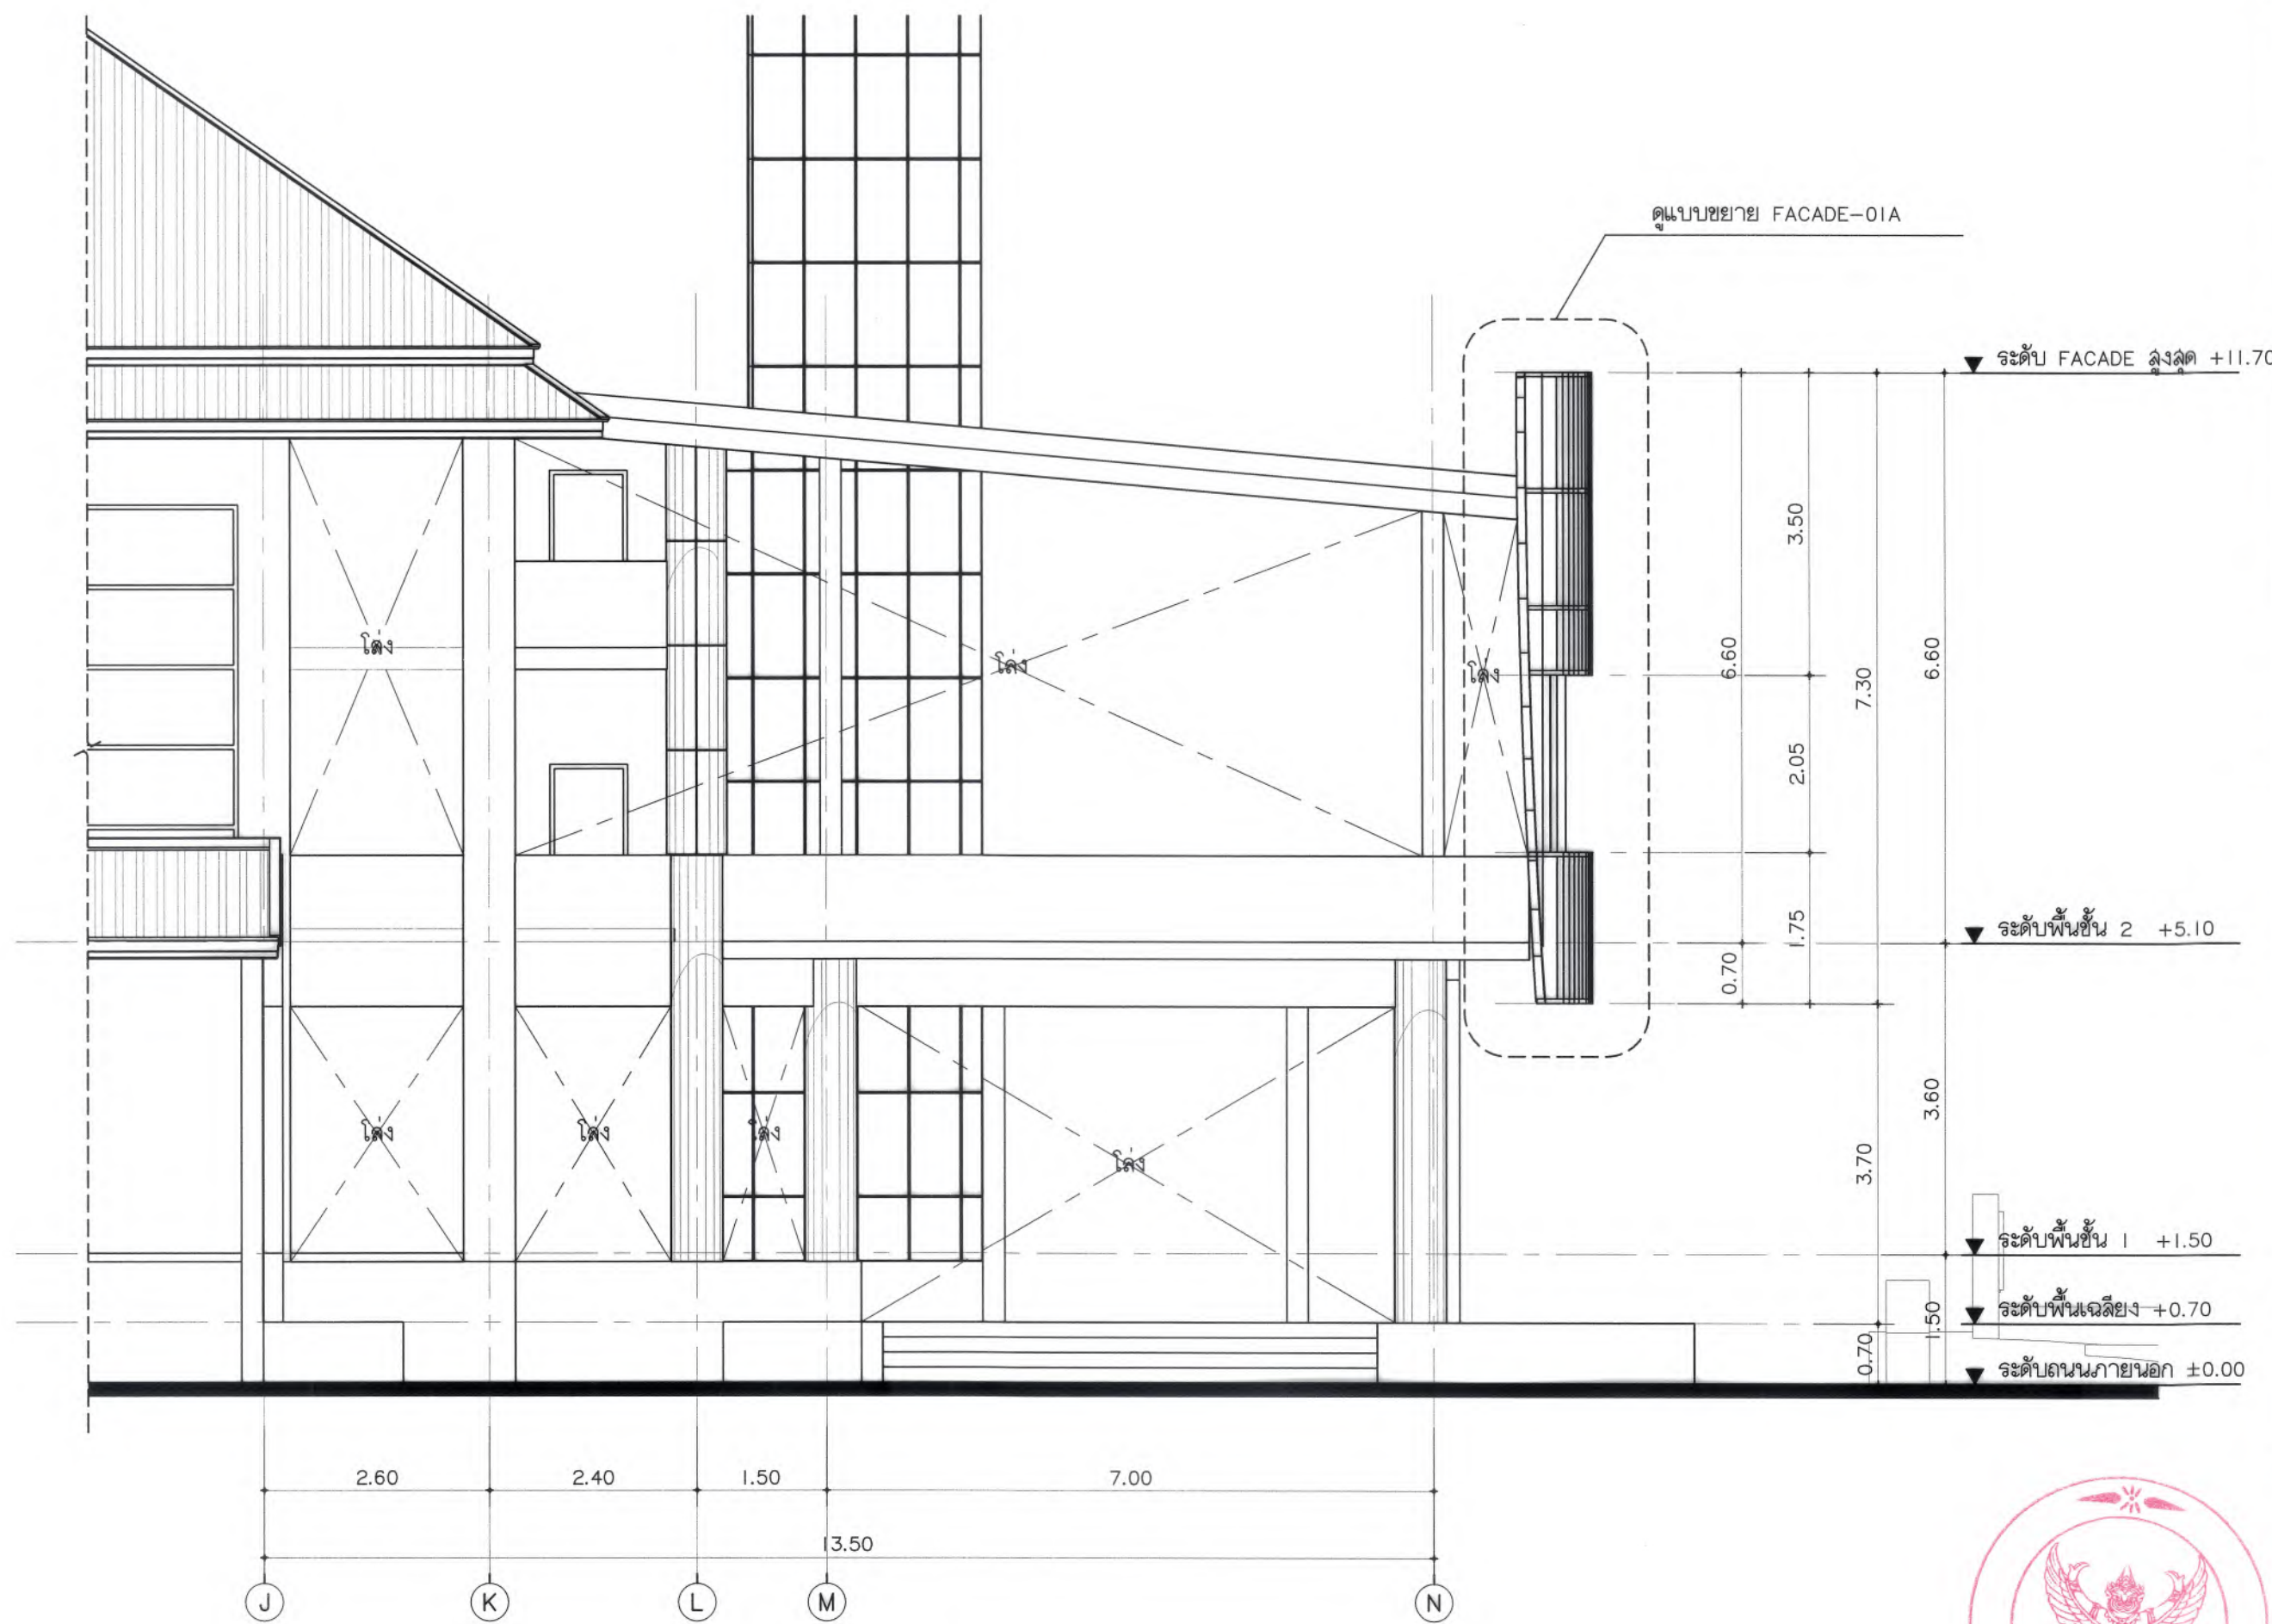 ดูแบบขยาย FACADE-01A
ระดับ FACADE สูงสุด +11.70
3.50
6.60
7.30
6.60
โล่ง
โล่ง
โล่ง
2.05
1.75
ระดับพื้นชั้น 2 +5.10
0.70
3.60
โล่ง
โล่ง
โล่ง
โล่ง
3.70
ระดับพื้นชั้น 1 +1.50
ระดับพื้นเฉลียง +0.70
1.50
0.70
ระดับถนนภายนอก ±0.00
2.60
2.40
1.50
7.00
13.50
J
K
L
M
N